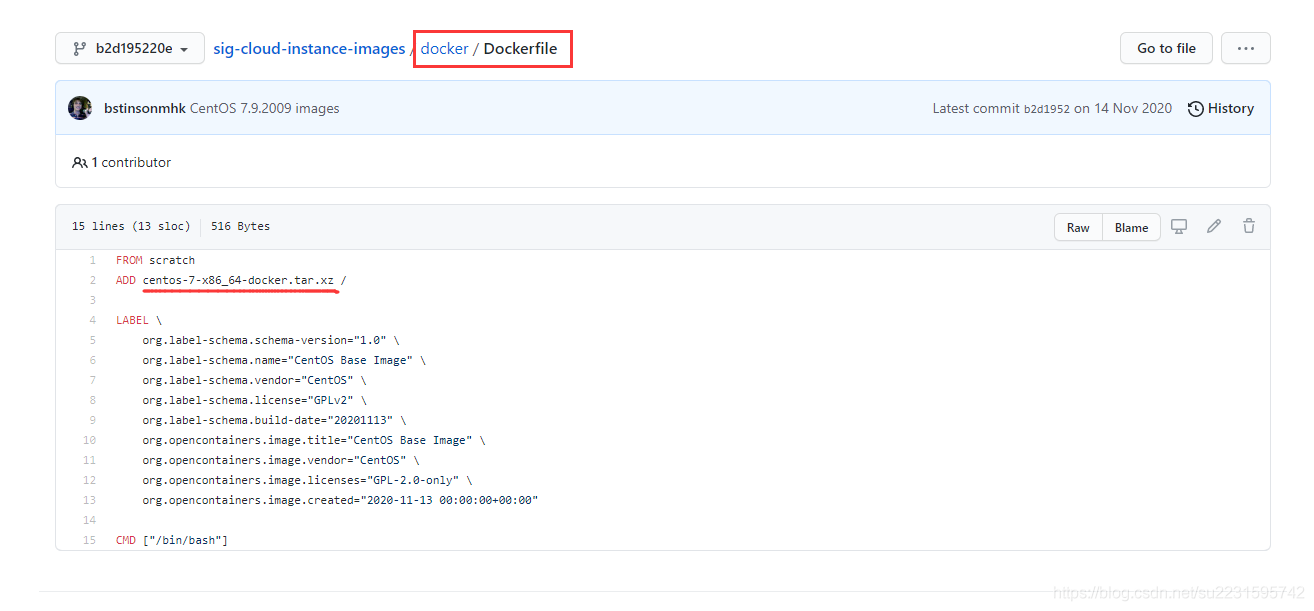 b2d195220e sig-cloud-instance-images / docker / Dockerfile Go to file ...
bstinsonmhk CentOS 7.9.2009 images Latest commit b2d1952 on 14 Nov 2020 History
1 contributor
15 lines (13 sloc) 516 Bytes Raw Blame
1 FROM scratch
2 ADD centos-7-x86_64-docker.tar.xz /
3
4 LABEL \
5 org.label-schema.schema-version="1.0" \
6 org.label-schema.name="CentOS Base Image" \
7 org.label-schema.vendor="CentOS" \
8 org.label-schema.license="GPLv2" \
9 org.label-schema.build-date="20201113" \
10 org.opencontainers.image.title="CentOS Base Image" \
11 org.opencontainers.image.vendor="CentOS" \
12 org.opencontainers.image.licenses="GPL-2.0-only" \
13 org.opencontainers.image.created="2020-11-13 00:00:00+00:00"
14
15 CMD ["/bin/bash"]
https://blog.csdn.net/su2231595742